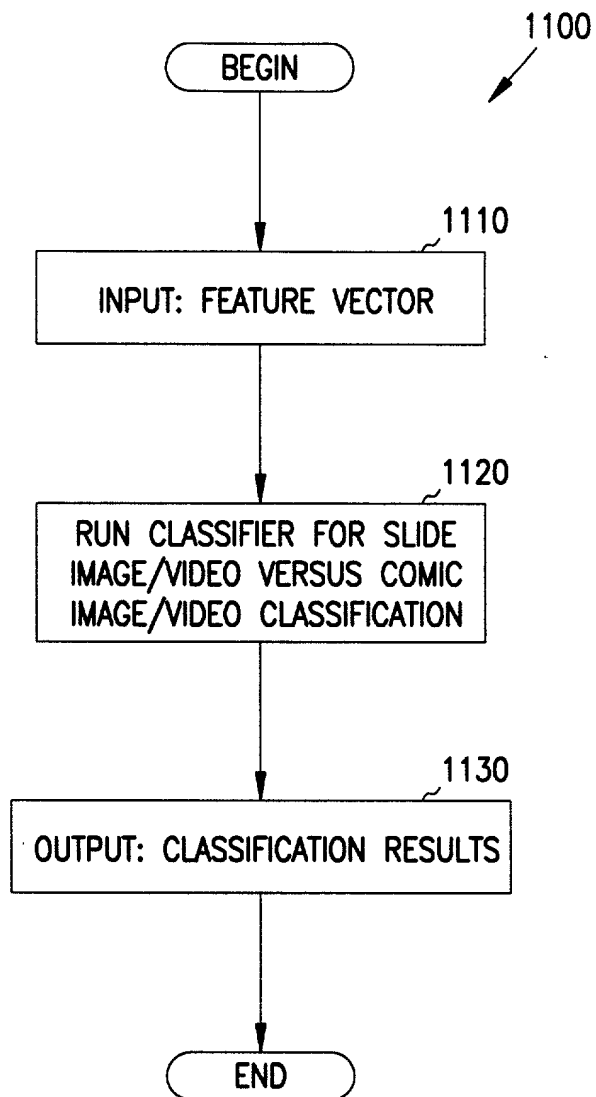 1100
BEGIN
1110
INPUT: FEATURE VECTOR
1120
RUN CLASSIFIER FOR SLIDE
IMAGE/VIDEO VERSUS COMIC
IMAGE/VIDEO CLASSIFICATION
1130
OUTPUT: CLASSIFICATION RESULTS
END